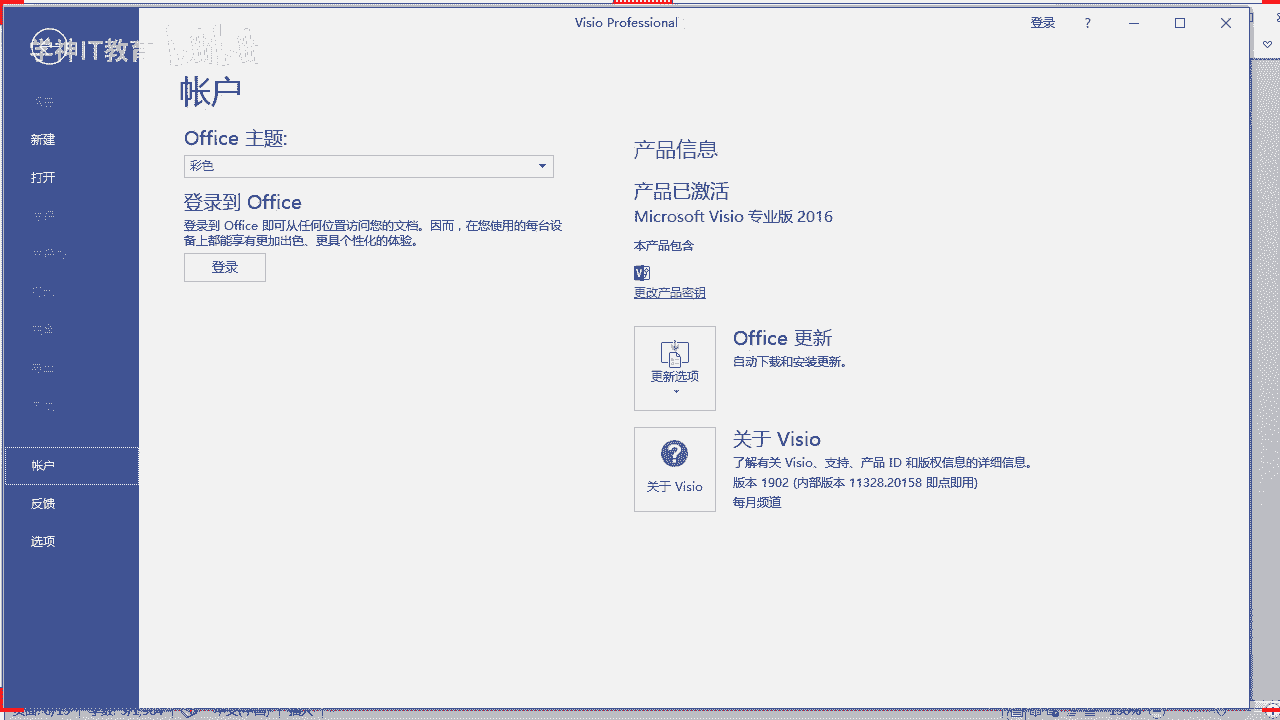 Visio Professional
登录
?
学神IT教育
帐户
新建
打开
帐户
反馈
选项
Office 主题:
彩色
登录到 Office
登录到 Office 即可从任何位置访问您的文档。因而，在您使用的每台设
备上都能享有更加出色、更具个性化的体验。
登录
产品信息
产品已激活
Microsoft Visio 专业版 2016
本产品包含
更改产品密钥
更新选项
Office 更新
自动下载和安装更新。
关于 Visio
关于 Visio
了解有关 Visio、支持、产品 ID 和版权信息的详细信息。
版本 1902 (内部版本 11328.20158 即点即用)
每月频道